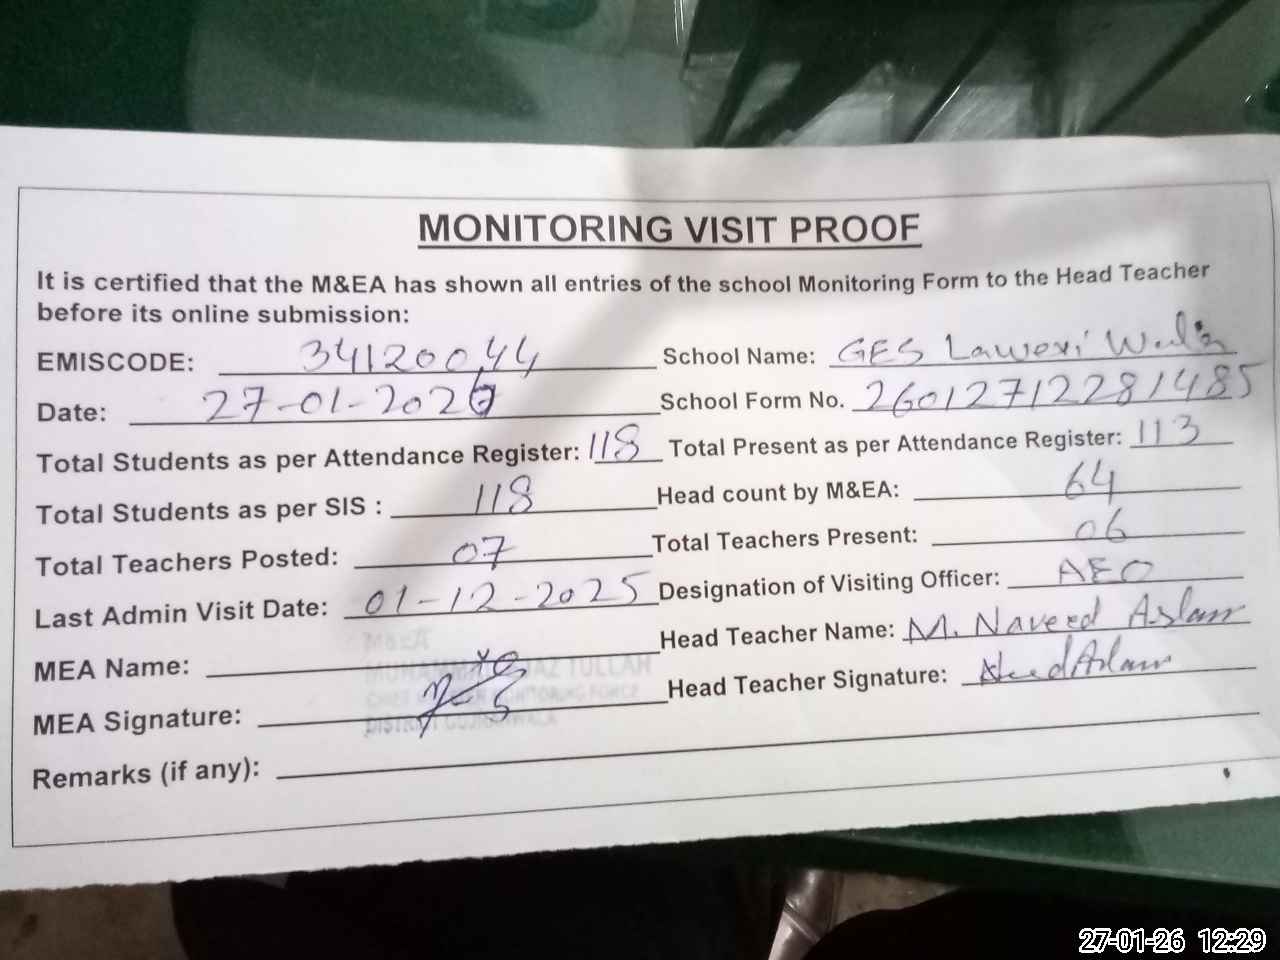 MONITORING VISIT PROOF
It is certified that the M&EA has shown all entries of the school Monitoring Form to the Head Teacher
before its online submission:
EMISCODE: 34120044 School Name: GES Laweri Wala
Date: 27-01-2026 School Form No. 260127122281485
Total Students as per Attendance Register: 118 Total Present as per Attendance Register: 113
Total Students as per SIS : 118 Head count by M&EA: 64
Total Teachers Posted: 07 Total Teachers Present: 06
Last Admin Visit Date: 01-12-2025 Designation of Visiting Officer: AEO
M&EA
MEA Name: Head Teacher Name: M. Naveed Aslam
MEA Signature: Head Teacher Signature:
DISTRICT GUJRANWALA
Remarks (if any):
27-01-26 12:29